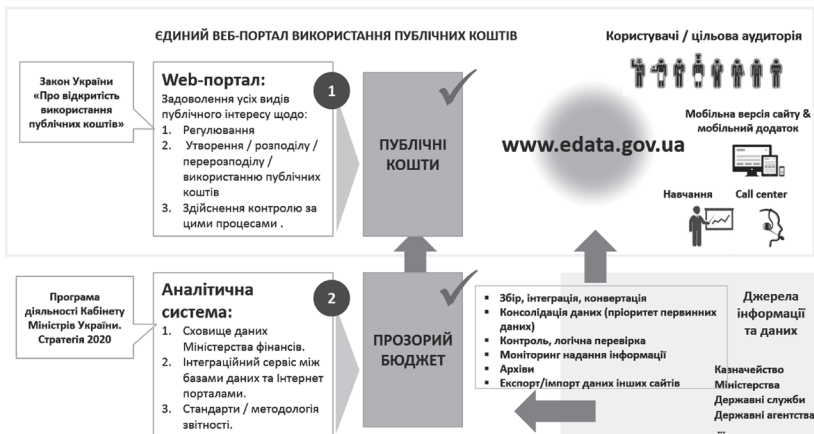 ЄДИНИЙ ВЕБ-ПОРТАЛ ВИКОРИСТАННЯ ПУБЛІЧНИХ КОШТІВ
Закон України
«Про відкритість
використання
публічних коштів»
Web-портал:
Задоволення усіх видів
публічного інтересу щодо:
1. Регулювання
2. Утворення / розподілу /
перерозподілу /
використанню публічних
коштів
3. Здійснення контролю за
цими процесами .
1
ПУБЛІЧНІ
КОШТИ
www.edata.gov.ua
Користувачі / цільова аудиторія
Мобільна версія сайту &
мобільний додаток
Навчання
Call center
Програма
діяльності Кабінету
Міністрів України.
Стратегія 2020
Аналітична
система:
1. Сховище даних
Міністерства фінансів.
2. Інтеграційний сервіс між
базами даних та Інтернет
порталами.
3. Стандарти / методологія
звітності.
2
ПРОЗОРИЙ
БЮДЖЕТ
▪ Збір, інтеграція, конвертація
▪ Консолідація даних (пріоритет первинних
даних)
▪ Контроль, логічна перевірка
▪ Моніторинг надання інформації
▪ Архіви
▪ Експорт/імпорт даних інших сайтів
Джерела
інформації
та даних
Казначейство
Міністерства
Державні служби
Державні агентства
...